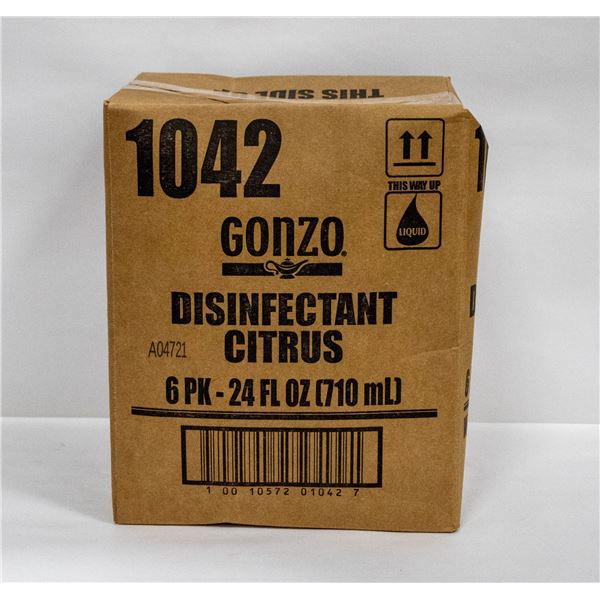 THIS SIDE
1042
THIS WAY UP
LIQUID
GONZO®
DISINFECTANT
CITRUS
A04721
6 PK - 24 FL OZ (710 mL)
1 00 10572 01042 7